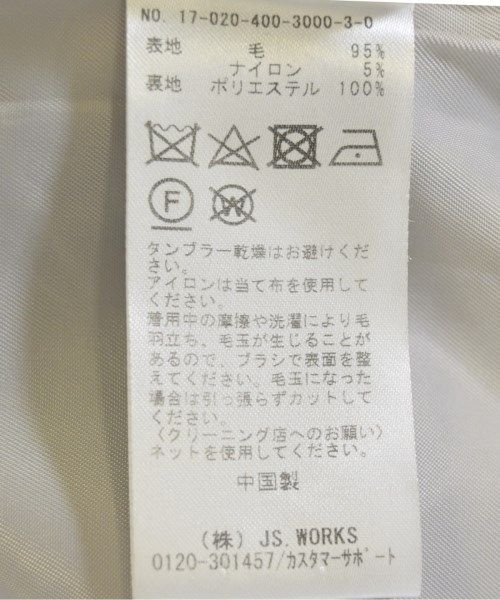 NO. 17-020-400-3000-3-0
表地 毛 95%
ナイロン 5%
裏地 ポリエステル 100%
F W
タンブラー乾燥はお避けくだ
さい。
アイロンは当て布を使用して
ください。
着用中の摩擦や洗濯により毛
羽立ち、毛玉が生じることが
あるので、ブラシで表面を整
えてください。毛玉になった
場合は引っ張らずカットして
ください。
〈クリーニング店へのお願い〉
ネットを使用してください。
中国製
(株) JS.WORKS
0120-301457/カスタマーサポート